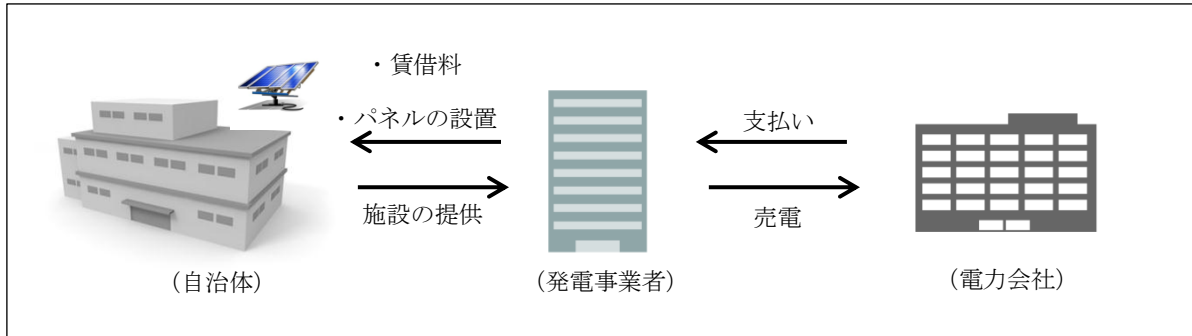 ・賃借料
・パネルの設置
施設の提供
支払い
売電
（自治体）
（発電事業者）
（電力会社）